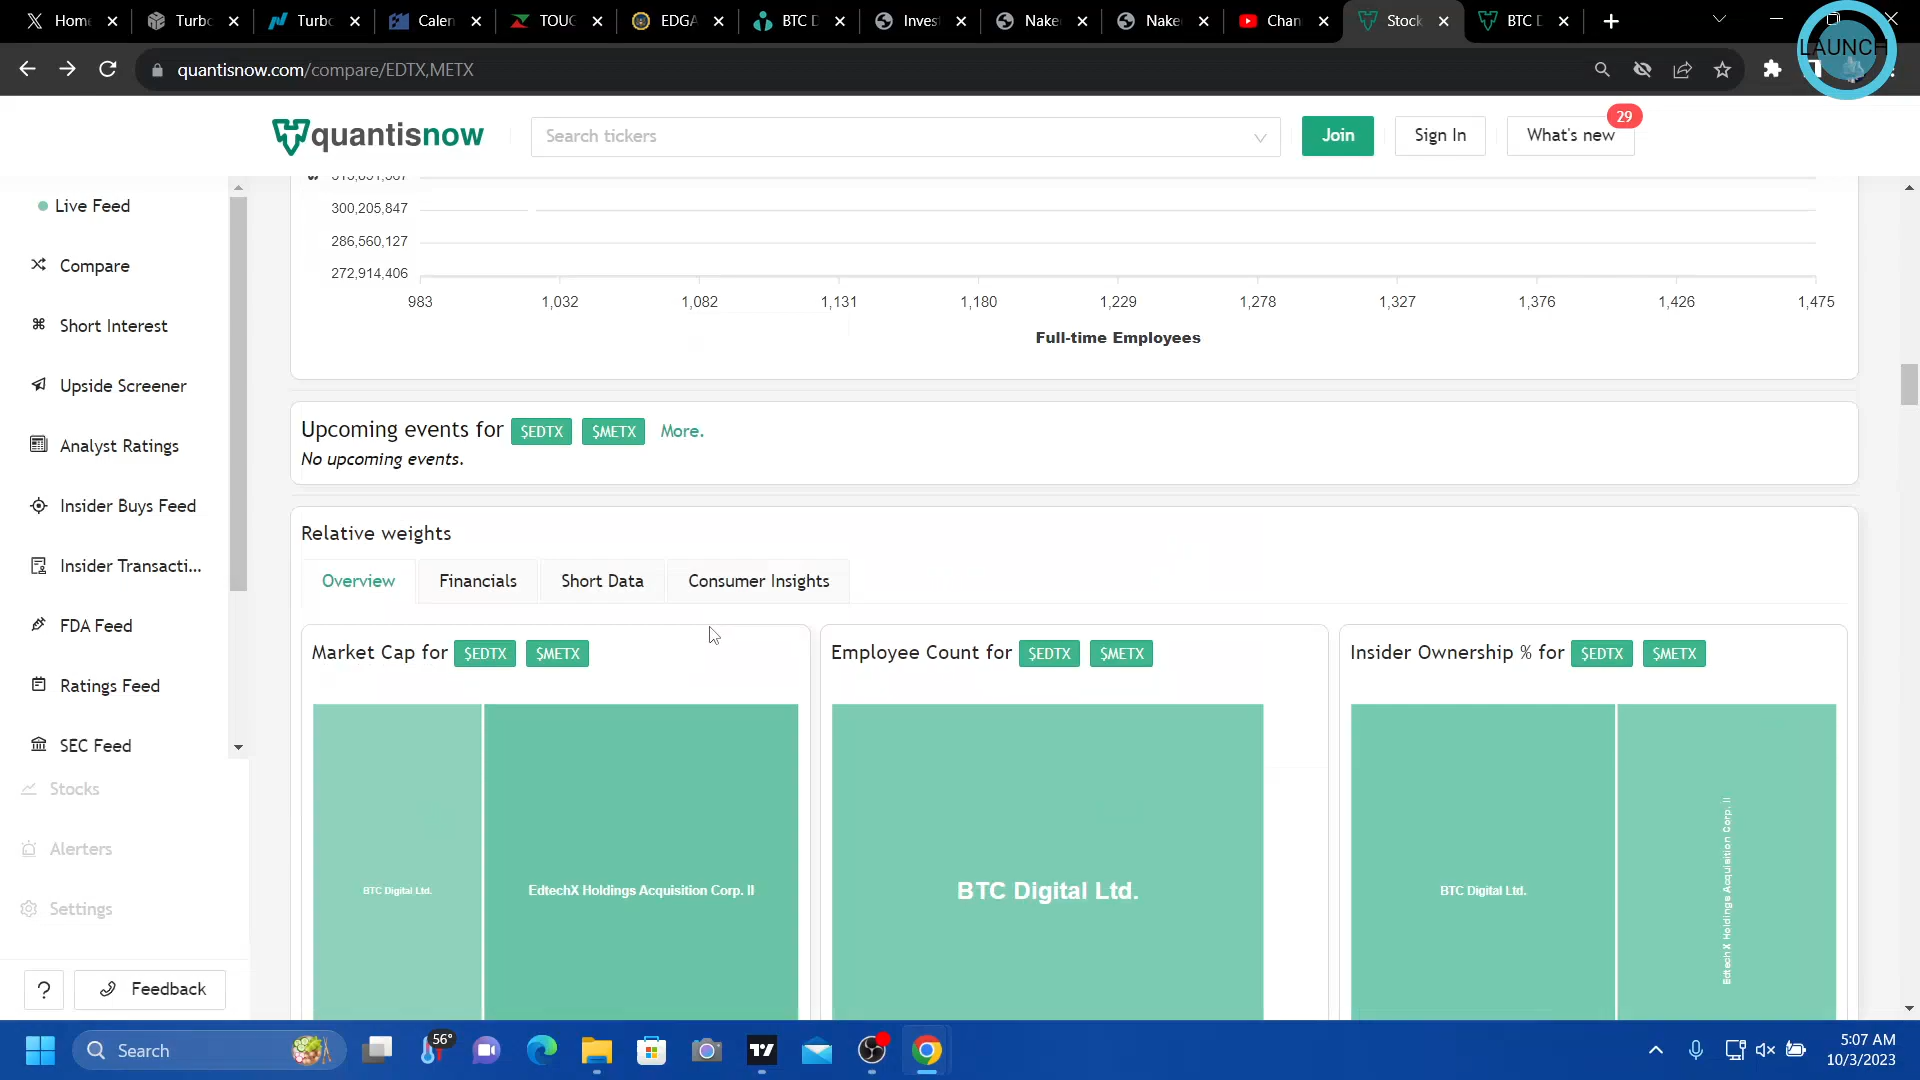 Home
Turbo
Turbo
Calen
TOUG
EDGA
BTC D
Inves
Nake
Nake
Chan
Stock
BTC D
LAUNCH
quantisnow.com/compare/EDTX,METX
quantisnow
Search tickers
Join
Sign In
What's new
29
Live Feed
Compare
Short Interest
Upside Screener
Analyst Ratings
Insider Buys Feed
Insider Transacti...
FDA Feed
Ratings Feed
SEC Feed
Stocks
Alerters
Settings
?
Feedback
300,205,847
286,560,127
272,914,406
983 1,032 1,082 1,131 1,180 1,229 1,278 1,327 1,376 1,426 1,475
Full-time Employees
Upcoming events for $EDTX $METX More.
No upcoming events.
Relative weights
Overview Financials Short Data Consumer Insights
Market Cap for $EDTX $METX
BTC Digital Ltd.
EdtechX Holdings Acquisition Corp. II
Employee Count for $EDTX $METX
BTC Digital Ltd.
Insider Ownership % for $EDTX $METX
BTC Digital Ltd.
EdtechX Holdings Acquisition Corp. II
Search
56°
5:07 AM
10/3/2023